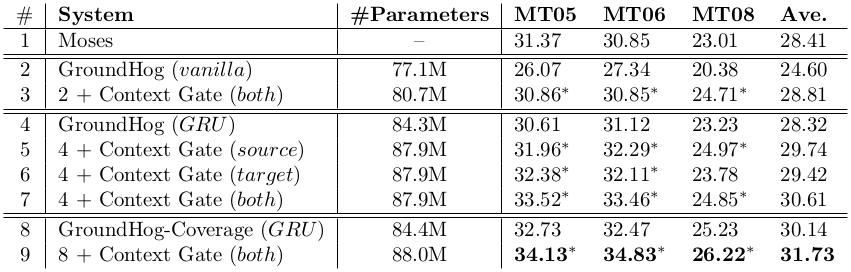 # System #Parameters MT05 MT06 MT08 Ave.
1 Moses – 31.37 30.85 23.01 28.41
2 GroundHog (vanilla) 77.1M 26.07 27.34 20.38 24.60
3 2 + Context Gate (both) 80.7M 30.86* 30.85* 24.71* 28.81
4 GroundHog (GRU) 84.3M 30.61 31.12 23.23 28.32
5 4 + Context Gate (source) 87.9M 31.96* 32.29* 24.97* 29.74
6 4 + Context Gate (target) 87.9M 32.38* 32.11* 23.78 29.42
7 4 + Context Gate (both) 87.9M 33.52* 33.46* 24.85* 30.61
8 GroundHog-Coverage (GRU) 84.4M 32.73 32.47 25.23 30.14
9 8 + Context Gate (both) 88.0M 34.13* 34.83* 26.22* 31.73